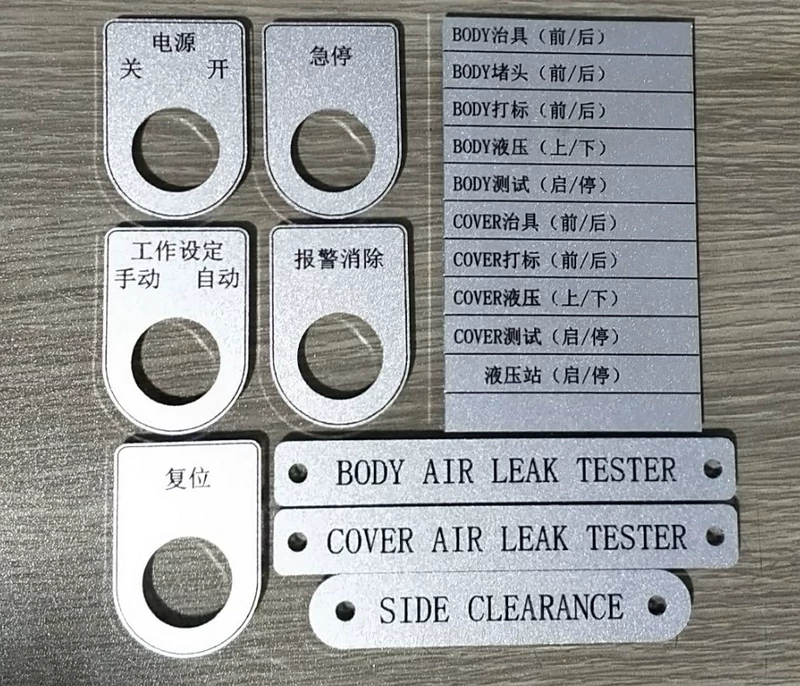 电源
关 开
急停
工作设定
手动 自动
报警消除
复位
BODY治具（前/后）
BODY堵头（前/后）
BODY打标（前/后）
BODY液压（上/下）
BODY测试（启/停）
COVER治具（前/后）
COVER打标（前/后）
COVER液压（上/下）
COVER测试（启/停）
液压站（启/停）
BODY AIR LEAK TESTER
COVER AIR LEAK TESTER
SIDE CLEARANCE